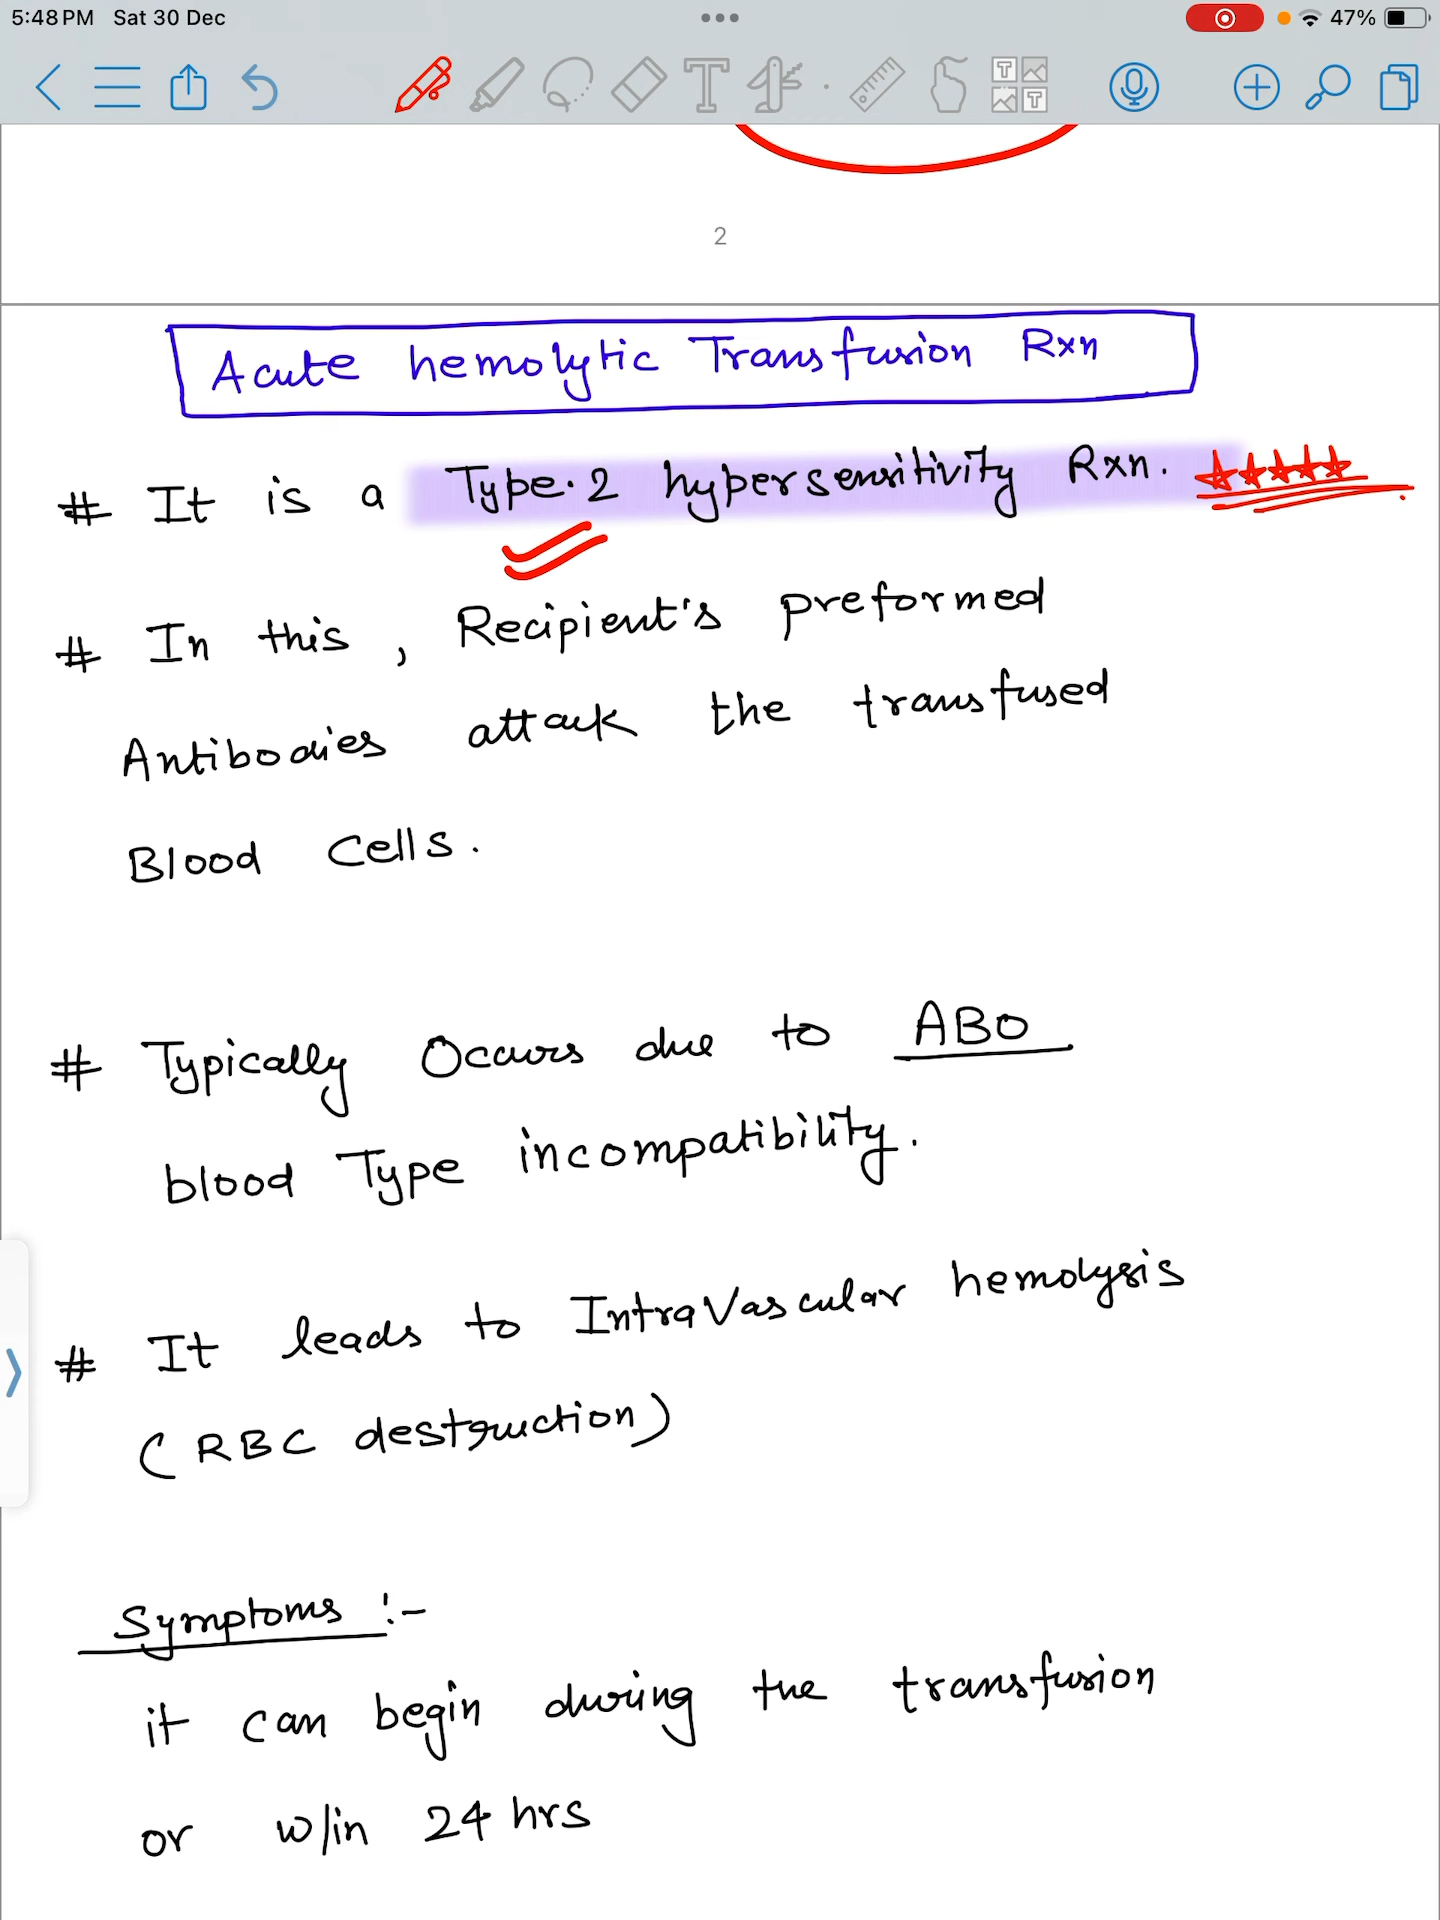 5:48 PM Sat 30 Dec
47%
2
Acute hemolytic Transfusion Rxn
# It is a Type-2 hypersensitivity Rxn.
# In this, Recipient's preformed
Antibodies attack the transfused
Blood Cells.
# Typically Occurs due to ABO
blood Type incompatibility.
# It leads to IntraVascular hemolysis
(RBC destruction)
Symptoms :-
it can begin during the transfusion
or w/in 24 hrs